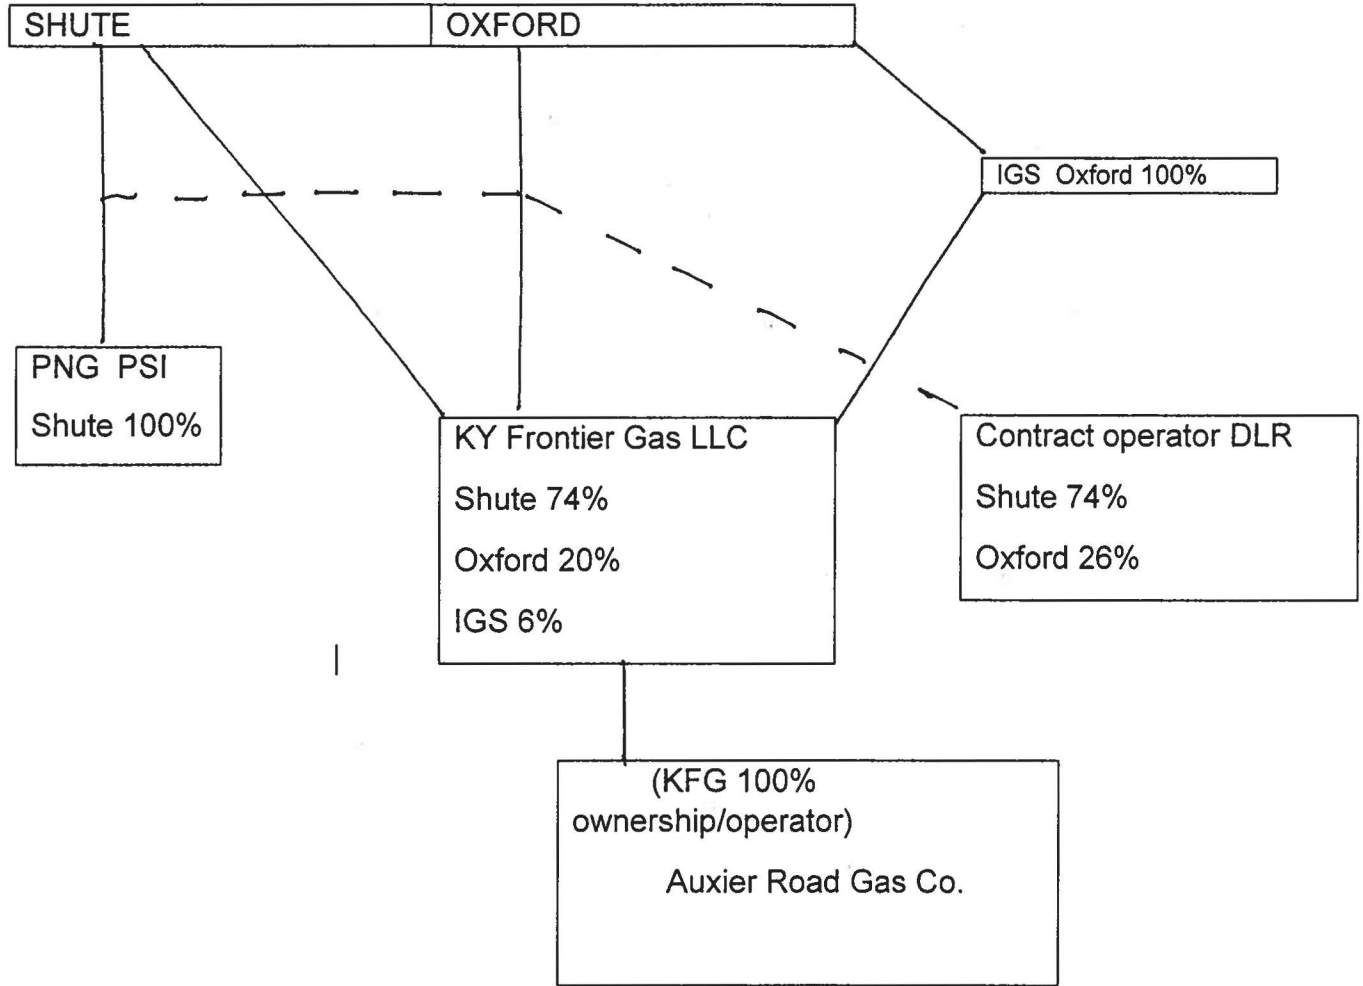 SHUTE
OXFORD
IGS Oxford 100%
PNG PSI
Shute 100%
KY Frontier Gas LLC
Shute 74%
Oxford 20%
IGS 6%
Contract operator DLR
Shute 74%
Oxford 26%
(KFG 100%
ownership/operator)
Auxier Road Gas Co.